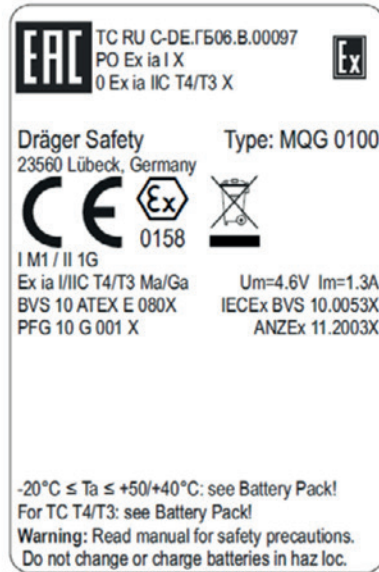 EAC
TC RU C-DE.ГБ06.B.00097
PO Ex ia I X
0 Ex ia IIC T4/T3 X
Ex
Dräger Safety
Type: MQG 0100
23560 Lübeck, Germany
CE
Ex
0158
I M1 / II 1G
Ex ia I/IIC T4/T3 Ma/Ga
Um=4.6V Im=1.3A
BVS 10 ATEX E 080X
IECEx BVS 10.0053X
PFG 10 G 001 X
ANZEx 11.2003X
-20°C ≤ Ta ≤ +50/+40°C: see Battery Pack!
For TC T4/T3: see Battery Pack!
Warning: Read manual for safety precautions.
Do not change or charge batteries in haz loc.